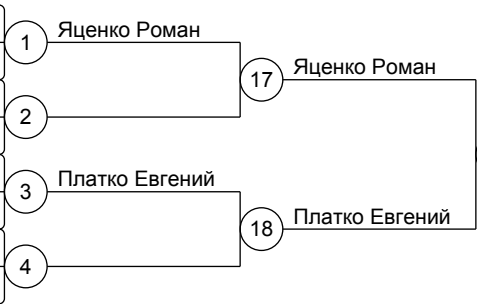 1 Яценко Роман
17 Яценко Роман
2
3 Платко Евгений
18 Платко Евгений
4